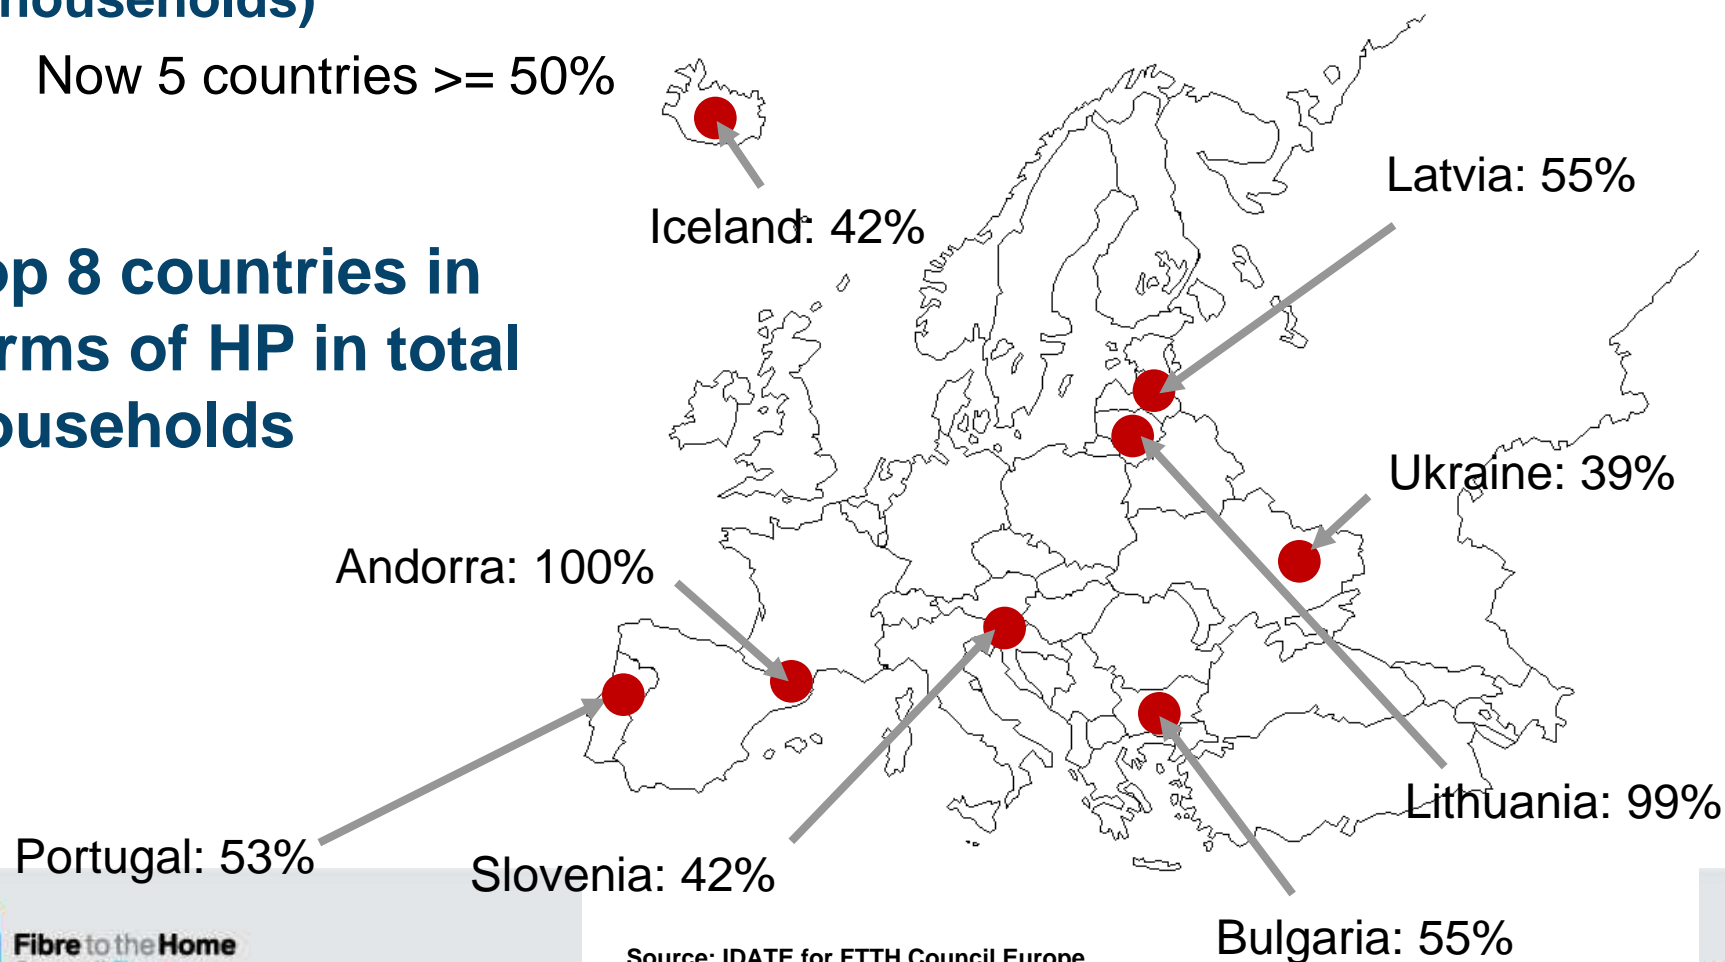 households)
Now 5 countries >= 50%
Iceland: 42%
Latvia: 55%
op 8 countries in
rms of HP in total
ouseholds
Ukraine: 39%
Andorra: 100%
Lithuania: 99%
Portugal: 53%
Slovenia: 42%
Bulgaria: 55%
Fibre to the Home
Source: IDATE for FTTH Council Europe